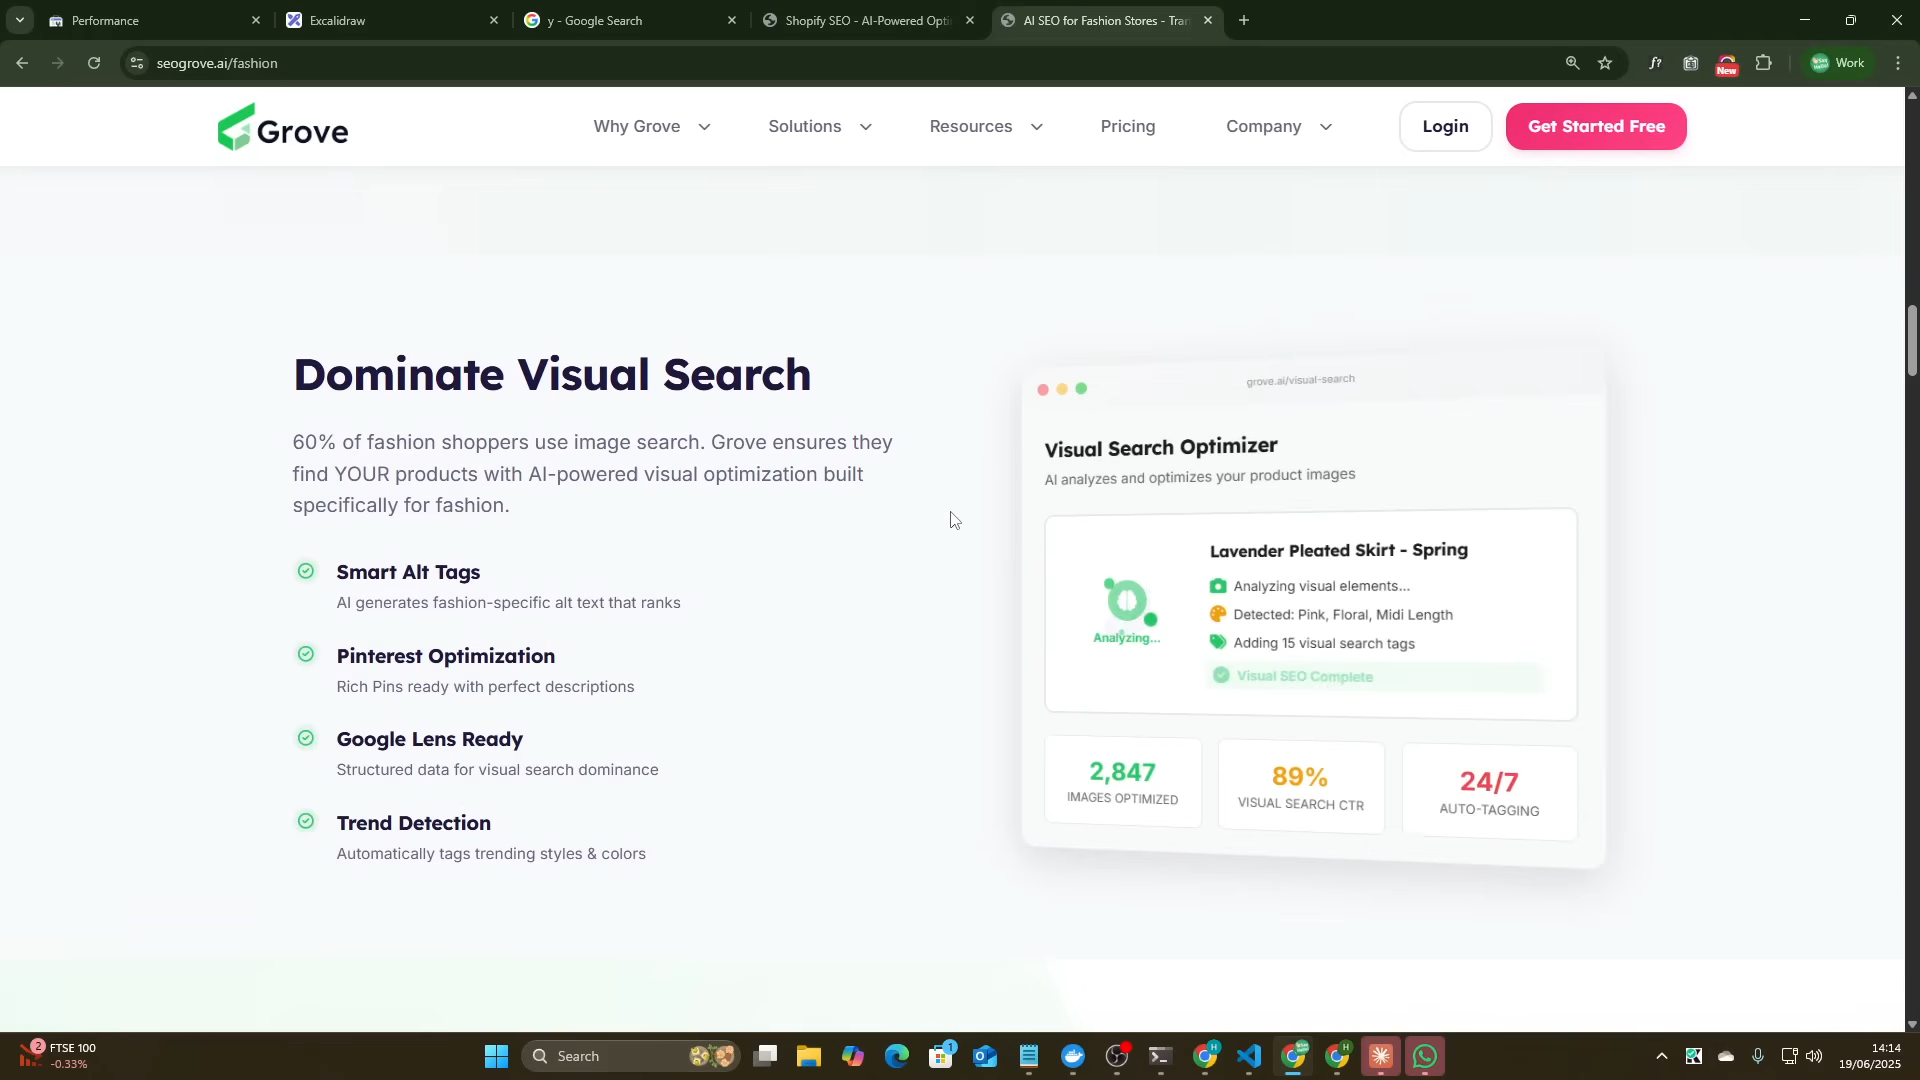 Performance
Excalidraw
y - Google Search
Shopify SEO - AI-Powered Opti
AI SEO for Fashion Stores - Tran
seogrove.ai/fashion
f?
New
Work
Grove
Why Grove
Solutions
Resources
Pricing
Company
Login
Get Started Free
Dominate Visual Search
60% of fashion shoppers use image search. Grove ensures they
find YOUR products with AI-powered visual optimization built
specifically for fashion.
Smart Alt Tags
AI generates fashion-specific alt text that ranks
Pinterest Optimization
Rich Pins ready with perfect descriptions
Google Lens Ready
Structured data for visual search dominance
Trend Detection
Automatically tags trending styles & colors
grove.ai/visual-search
Visual Search Optimizer
AI analyzes and optimizes your product images
Analyzing...
Lavender Pleated Skirt - Spring
Analyzing visual elements...
Detected: Pink, Floral, Midi Length
Adding 15 visual search tags
Visual SEO Complete
2,847
IMAGES OPTIMIZED
89%
VISUAL SEARCH CTR
24/7
AUTO-TAGGING
2
FTSE 100
-0.33%
Search
1
H
H
14:14
19/06/2025